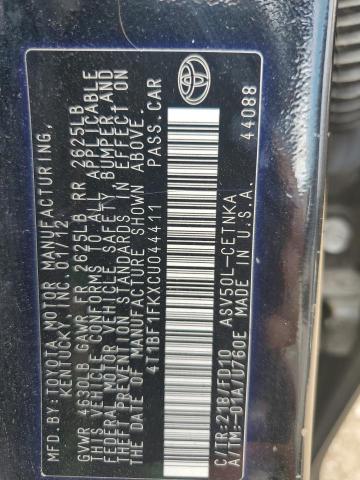 MFD. BY: TOYOTA MOTOR MANUFACTURING,
KENTUCKY, INC. 01/12
GVWR 4630LB GAWR FR 2625LB RR 2625LB
THIS VEHICLE CONFORMS TO ALL APPLICABLE
FEDERAL MOTOR VEHICLE SAFETY, BUMPER, AND
THEFT PREVENTION STANDARDS IN EFFECT ON
THE DATE OF MANUFACTURE SHOWN ABOVE.
4T1BF1FKXCU044411 PASS. CAR
C/TR: 218/FD10 ASV50L-CETNKA
A/TM: -01A/U760E MADE IN U.S.A.
44088